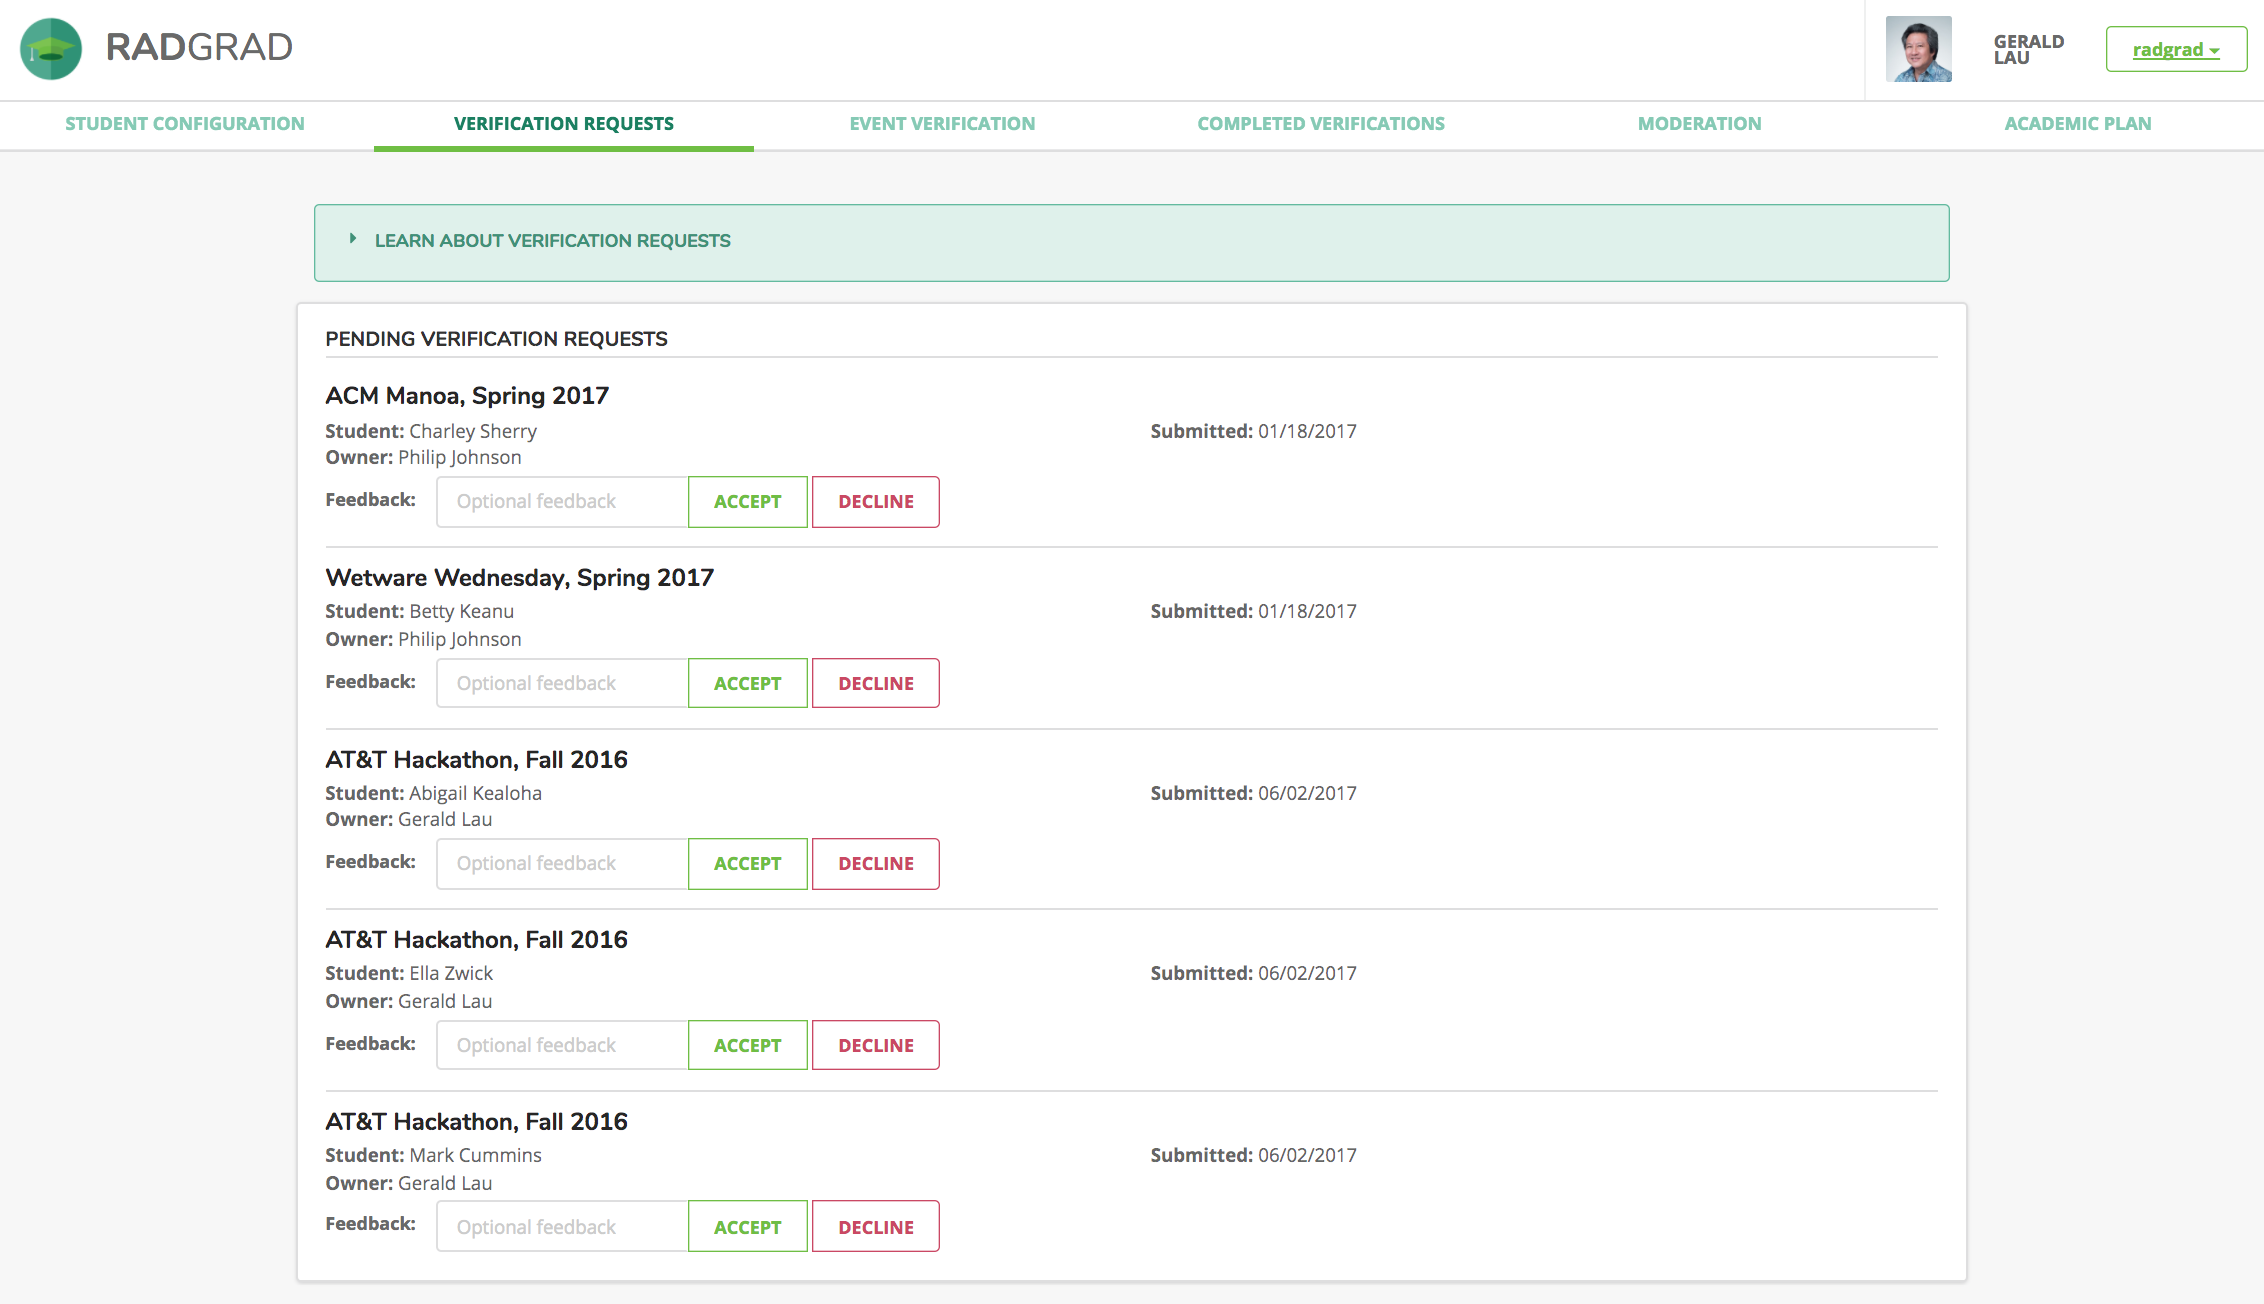 RADGRAD
GERALD
LAU
radgrad
STUDENT CONFIGURATION
VERIFICATION REQUESTS
EVENT VERIFICATION
COMPLETED VERIFICATIONS
MODERATION
ACADEMIC PLAN
LEARN ABOUT VERIFICATION REQUESTS
PENDING VERIFICATION REQUESTS
ACM Manoa, Spring 2017
Student: Charley Sherry
Submitted: 01/18/2017
Owner: Philip Johnson
Feedback: Optional feedback ACCEPT DECLINE
Wetware Wednesday, Spring 2017
Student: Betty Keanu
Submitted: 01/18/2017
Owner: Philip Johnson
Feedback: Optional feedback ACCEPT DECLINE
AT&T Hackathon, Fall 2016
Student: Abigail Kealoha
Submitted: 06/02/2017
Owner: Gerald Lau
Feedback: Optional feedback ACCEPT DECLINE
AT&T Hackathon, Fall 2016
Student: Ella Zwick
Submitted: 06/02/2017
Owner: Gerald Lau
Feedback: Optional feedback ACCEPT DECLINE
AT&T Hackathon, Fall 2016
Student: Mark Cummins
Submitted: 06/02/2017
Owner: Gerald Lau
Feedback: Optional feedback ACCEPT DECLINE